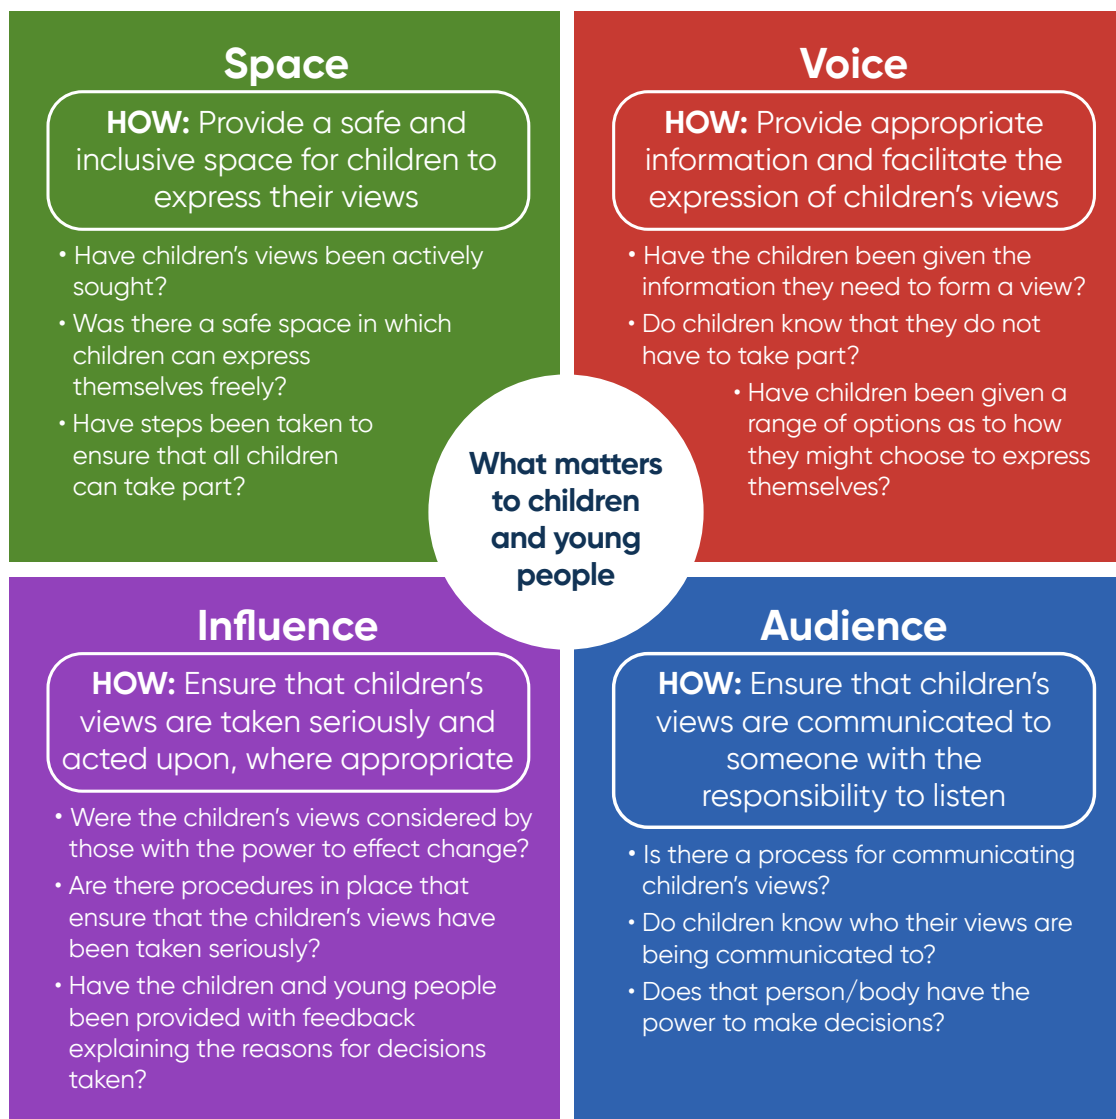 Space
HOW: Provide a safe and
inclusive space for children to
express their views
• Have children’s views been actively
sought?
• Was there a safe space in which
children can express
themselves freely?
• Have steps been taken to
ensure that all children
can take part?
Voice
HOW: Provide appropriate
information and facilitate the
expression of children’s views
• Have the children been given the
information they need to form a view?
• Do children know that they do not
have to take part?
• Have children been given a
range of options as to how
they might choose to express
themselves?
What matters
to children
and young
people
Influence
HOW: Ensure that children’s
views are taken seriously and
acted upon, where appropriate
• Were the children’s views considered by
those with the power to effect change?
• Are there procedures in place that
ensure that the children’s views have
been taken seriously?
• Have the children and young people
been provided with feedback
explaining the reasons for decisions
taken?
Audience
HOW: Ensure that children’s
views are communicated to
someone with the
responsibility to listen
• Is there a process for communicating
children’s views?
• Do children know who their views are
being communicated to?
• Does that person/body have the
power to make decisions?